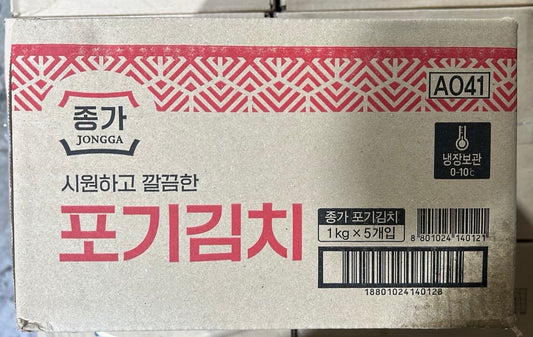 종가
JONGGA
A041
냉장보관
0-10℃
시원하고 깔끔한
포기김치
종가 포기김치
1kg × 5개입
8 801024 140121
18801024140128